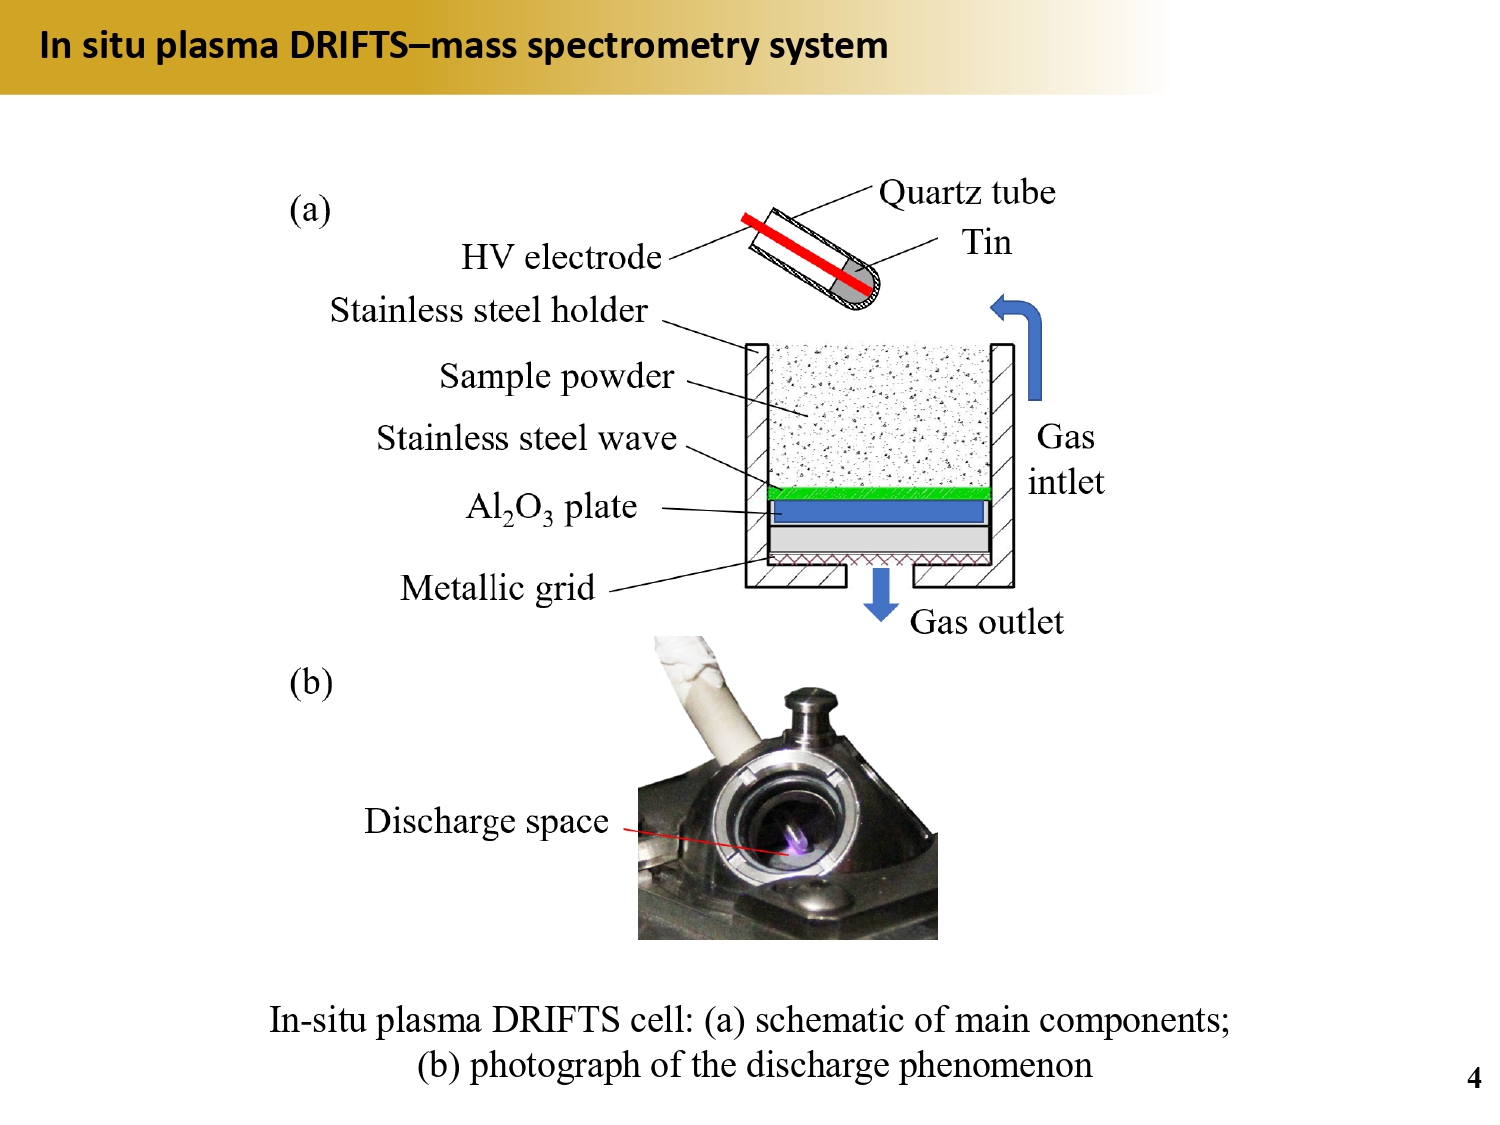 In situ plasma DRIFTS–mass spectrometry system
(a)
Quartz tube
Tin
HV electrode
Stainless steel holder
Sample powder
Stainless steel wave
Gas
intlet
Al₂O₃ plate
Metallic grid
Gas outlet
(b)
Discharge space
In-situ plasma DRIFTS cell: (a) schematic of main components;
(b) photograph of the discharge phenomenon
4